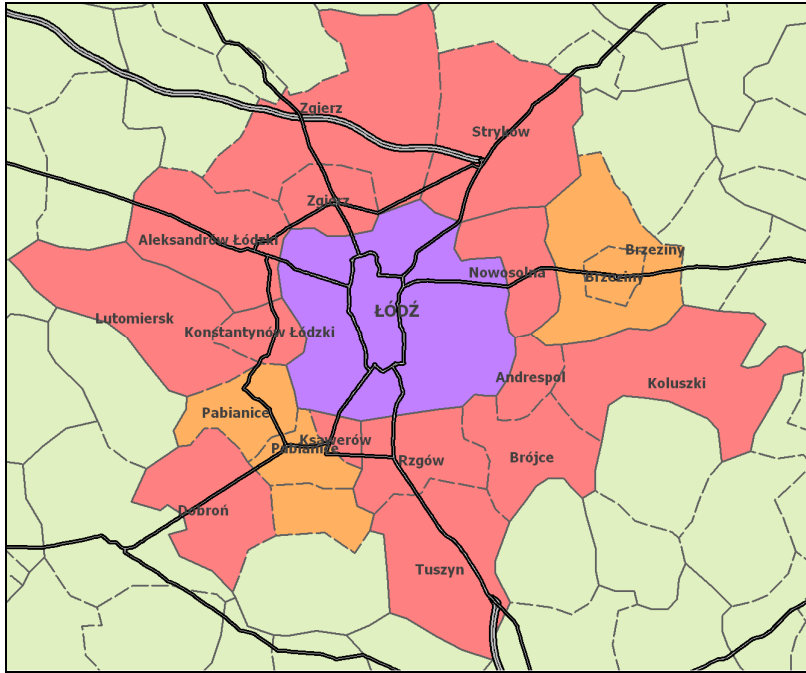 Zgierz
Stryków
Zgierz
Aleksandrów Łódzki
Brzeziny
Nowosolna
Brzeziny
ŁÓDŹ
Lutomiersk
Konstantynów Łódzki
Andrespol
Koluszki
Pabianice
Ksawerów
Pabianice
Rzgów
Brójce
Dobroń
Tuszyn